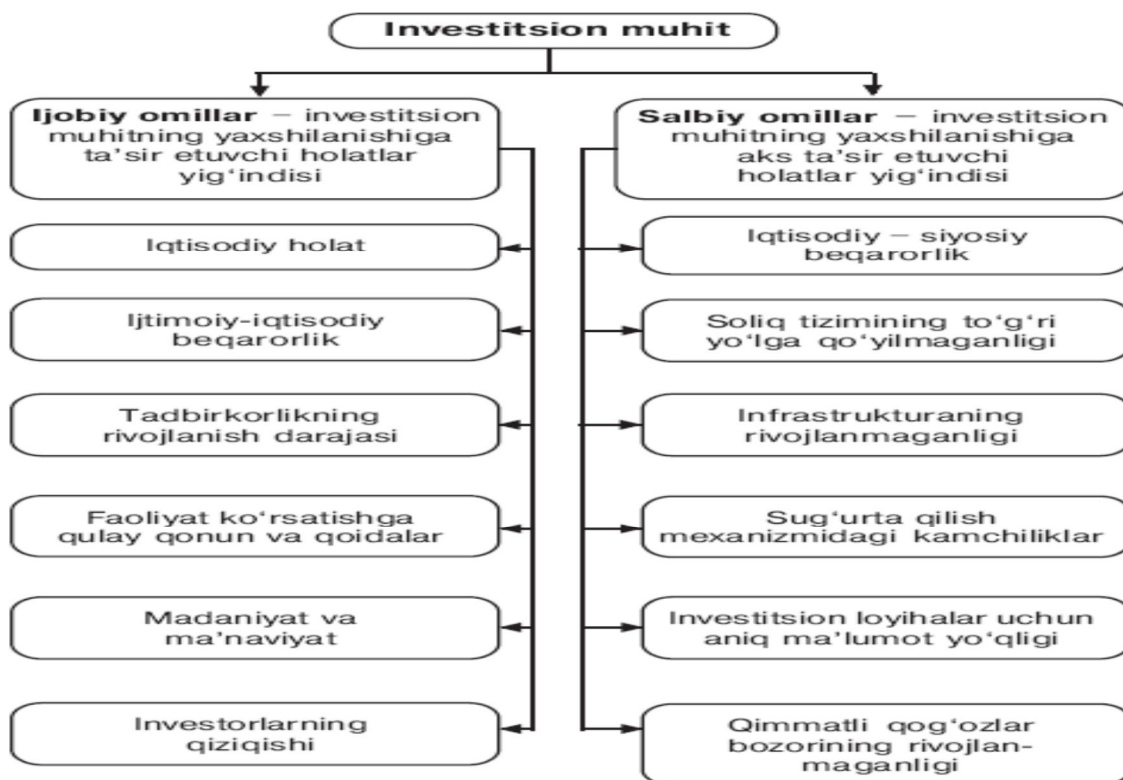 Investitsion muhit
Ijobiy omillar – investitsion
muhitning yaxshilanishiga
ta'sir etuvchi holatlar
yig‘indisi
Iqtisodiy holat
Ijtimoiy-iqtisodiy
beqarorlik
Tadbirkorlikning
rivojlanish darajasi
Faoliyat ko‘rsatishga
qulay qonun va qoidalar
Madaniyat va
ma'naviyat
Investorlarning
qiziqishi
Salbiy omillar – investitsion
muhitning yaxshilanishiga
aks ta’sir etuvchi
holatlar yig‘indisi
Iqtisodiy – siyosiy
beqarorlik
Soliq tizimining to‘g‘ri
yo‘lga qo‘yilmaganligi
Infrastrukturaning
rivojlanmaganligi
Sug‘urta qilish
mexanizmidagi kamchiliklar
Investitsion loyihalar uchun
aniq ma’lumot yo‘qligi
Qimmatli qog‘ozlar
bozorining rivojlan-
maganligi